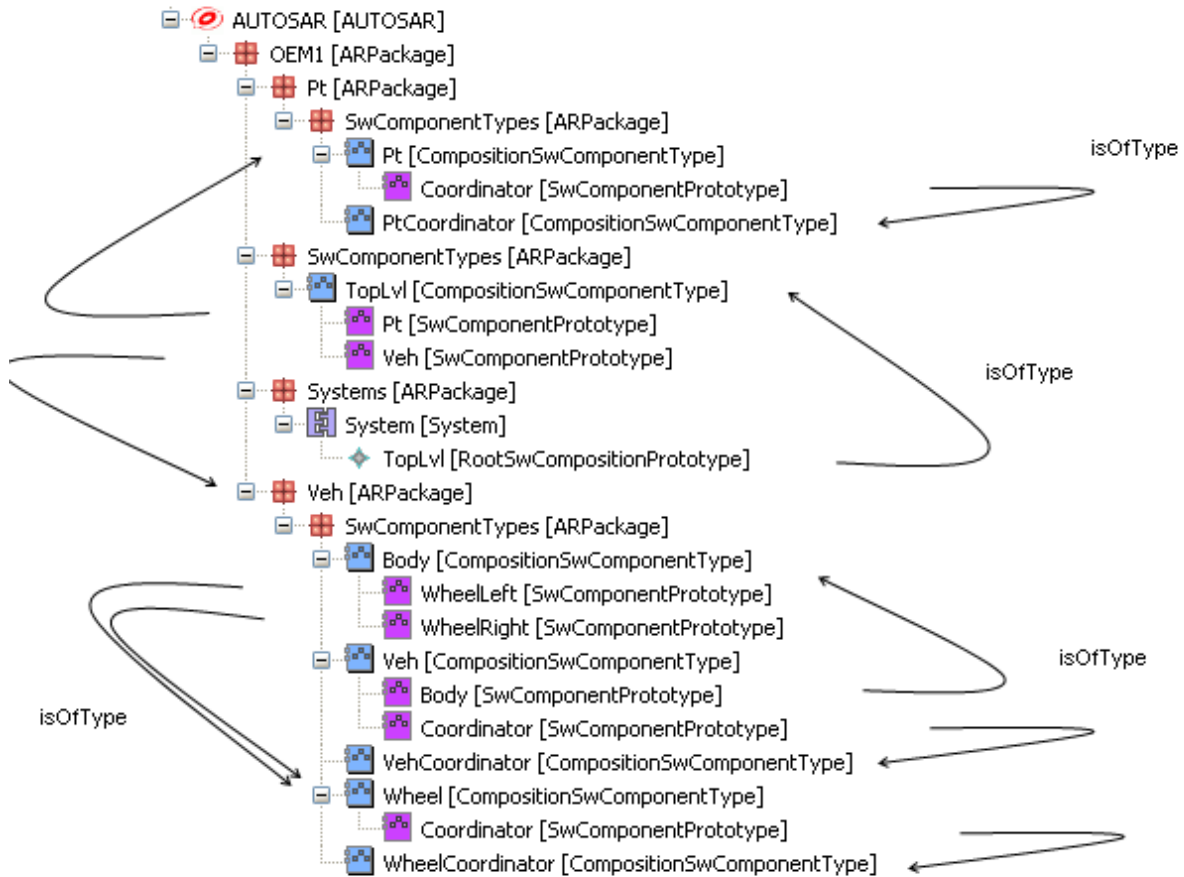 AUTOSAR [AUTOSAR]
OEM1 [ARPackage]
Pt [ARPackage]
SwComponentTypes [ARPackage]
Pt [CompositionSwComponentType]
isOfType
Coordinator [SwComponentPrototype]
PtCoordinator [CompositionSwComponentType]
SwComponentTypes [ARPackage]
TopLvl [CompositionSwComponentType]
Pt [SwComponentPrototype]
Veh [SwComponentPrototype]
isOfType
Systems [ARPackage]
System [System]
TopLvl [RootSwCompositionPrototype]
Veh [ARPackage]
SwComponentTypes [ARPackage]
Body [CompositionSwComponentType]
WheelLeft [SwComponentPrototype]
WheelRight [SwComponentPrototype]
Veh [CompositionSwComponentType]
isOfType
Body [SwComponentPrototype]
isOfType
Coordinator [SwComponentPrototype]
VehCoordinator [CompositionSwComponentType]
Wheel [CompositionSwComponentType]
Coordinator [SwComponentPrototype]
WheelCoordinator [CompositionSwComponentType]